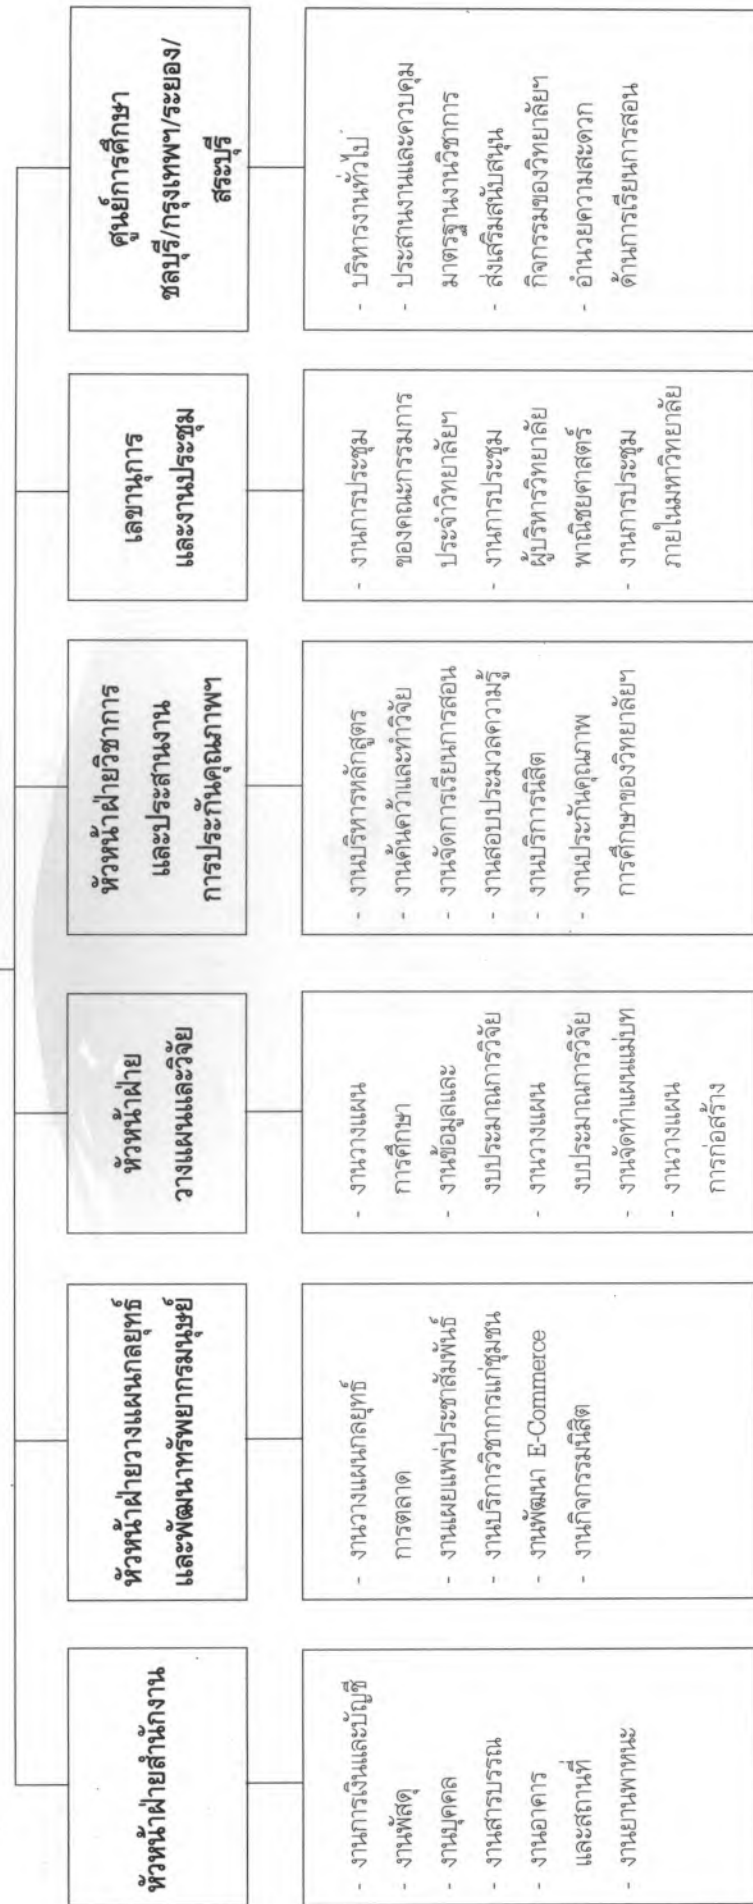 หัวหน้าฝ่ายสำนักงาน
- งานการเงินและบัญชี
- งานพัสดุ
- งานบุคคล
- งานสารบรรณ
- งานอาคาร
และสถานที่
- งานยานพาหนะ
หัวหน้าฝ่ายวางแผนกลยุทธ์
และพัฒนาทรัพยากรมนุษย์
- งานวางแผนกลยุทธ์
การตลาด
- งานเผยแพร่ประชาสัมพันธ์
- งานบริการวิชาการแก่ชุมชน
- งานพัฒนา E-Commerce
- งานกิจกรรมนิสิต
หัวหน้าฝ่าย
วางแผนและวิจัย
- งานวางแผน
การศึกษา
- งานข้อมูลและ
งบประมาณการวิจัย
- งานวางแผน
งบประมาณการวิจัย
- งานจัดทำแผนแม่บท
- งานวางแผน
การก่อสร้าง
หัวหน้าฝ่ายวิชาการ
และประสานงาน
การประกันคุณภาพฯ
- งานบริหารหลักสูตร
- งานค้นคว้าและทำวิจัย
- งานจัดการเรียนการสอน
- งานสอบประมวลความรู้
- งานบริการนิสิต
- งานประกันคุณภาพ
การศึกษาของวิทยาลัยฯ
เลขานุการ
และงานประชุม
- งานการประชุม
ของคณะกรรมการ
ประจำวิทยาลัยฯ
- งานการประชุม
ผู้บริหารวิทยาลัย
พาณิชยศาสตร์
- งานการประชุม
ภายในมหาวิทยาลัย
ศูนย์การศึกษา
ชลบุรี/กรุงเทพฯ/ระยอง/
สระบุรี
- บริหารงานทั่วไป
- ประสานงานและควบคุม
มาตรฐานงานวิชาการ
- ส่งเสริมสนับสนุน
กิจกรรมของวิทยาลัยฯ
- อำนวยความสะดวก
ด้านการเรียนการสอน